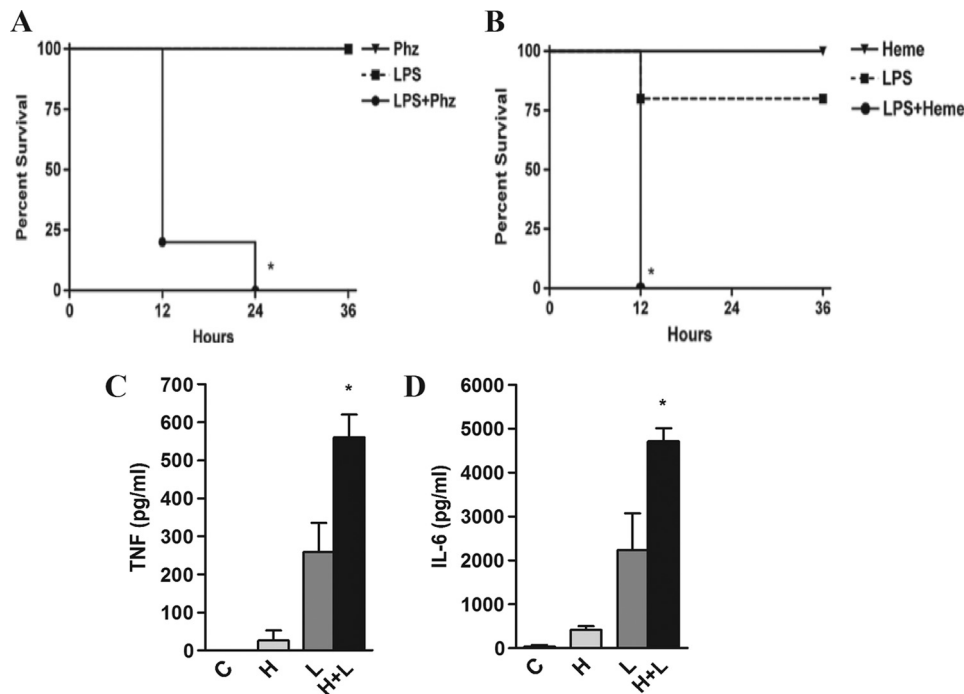 A
100
75
50
25
0
Percent Survival
0
12
24
36
Hours
*
Phz
LPS
LPS+Phz
B
100
75
50
25
0
Percent Survival
0
12
24
36
Hours
*
Heme
LPS
LPS+Heme
C
700
600
500
400
300
200
100
0
TNF (pg/ml)
*
C
H
L
H+L
D
6000
5000
4000
3000
2000
1000
0
IL-6 (pg/ml)
*
C
H
L
H+L